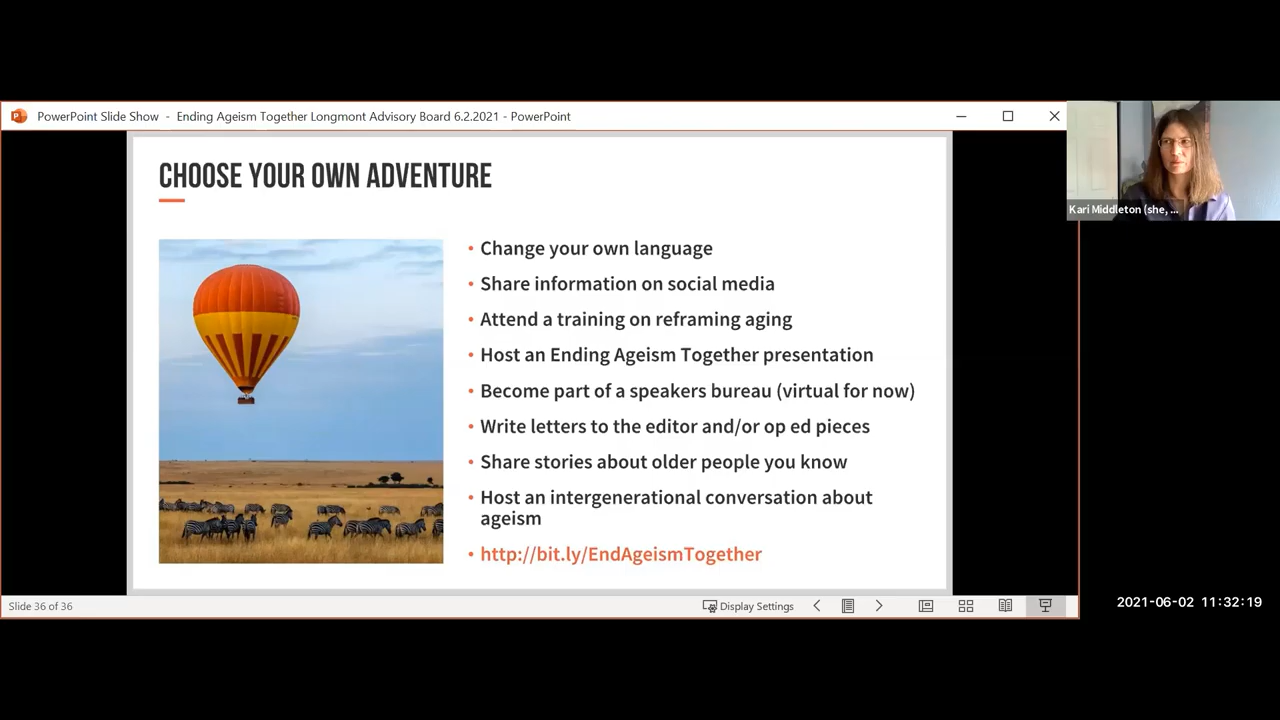 PowerPoint Slide Show - Ending Ageism Together Longmont Advisory Board 6.2.2021 - PowerPoint
CHOOSE YOUR OWN ADVENTURE
• Change your own language
• Share information on social media
• Attend a training on reframing aging
• Host an Ending Ageism Together presentation
• Become part of a speakers bureau (virtual for now)
• Write letters to the editor and/or op ed pieces
• Share stories about older people you know
• Host an intergenerational conversation about
ageism
• http://bit.ly/EndAgeismTogether
Kari Middleton (she, ...
Slide 36 of 36
Display Settings
2021-06-02 11:32:19